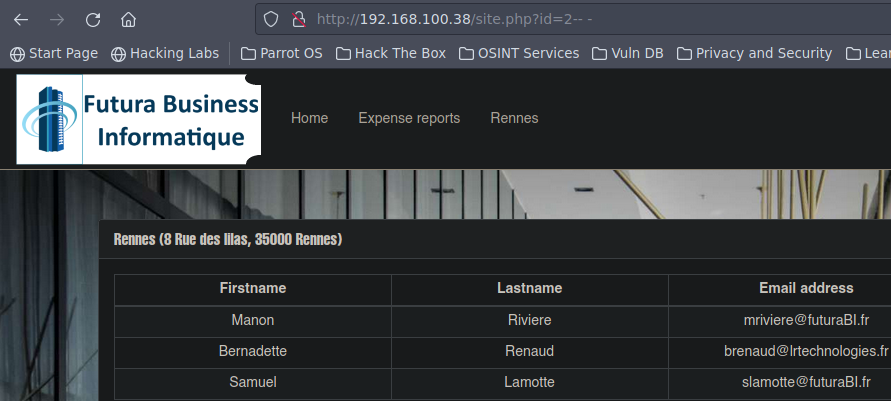 http://192.168.100.38/site.php?id=2-- -
Start Page Hacking Labs Parrot OS Hack The Box OSINT Services Vuln DB Privacy and Security Lear
Futura Business
Informatique
Home Expense reports Rennes
Rennes (8 Rue des lilas, 35000 Rennes)
Firstname Lastname Email address
Manon Riviere mriviere@futuraBI.fr
Bernadette Renaud brenaud@lrtechnologies.fr
Samuel Lamotte slamotte@futuraBI.fr